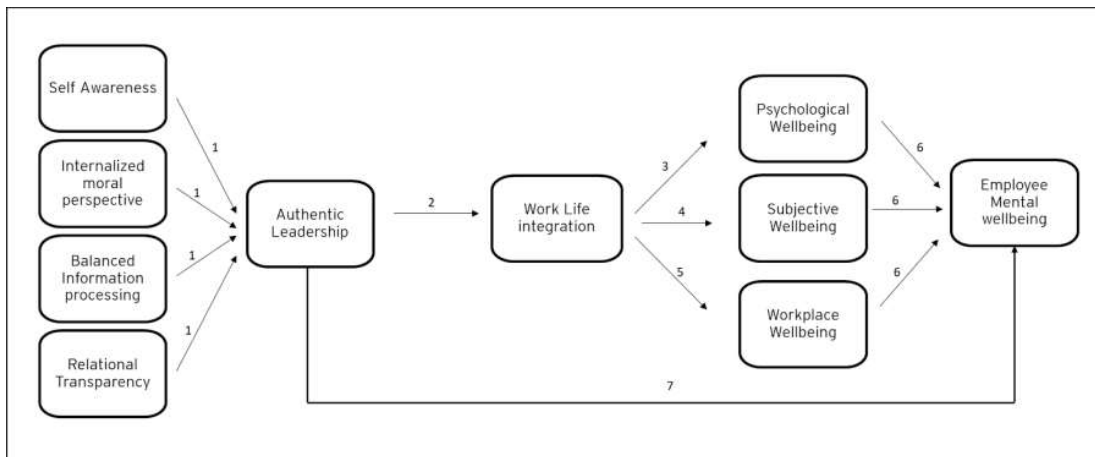 Self Awareness
1
Internalized
moral
perspective
1
Balanced
Information
processing
1
Relational
Transparency
1
Authentic
Leadership
2
Work Life
integration
3
4
5
Psychological
Wellbeing
6
Subjective
Wellbeing
6
Workplace
Wellbeing
6
Employee
Mental
wellbeing
7